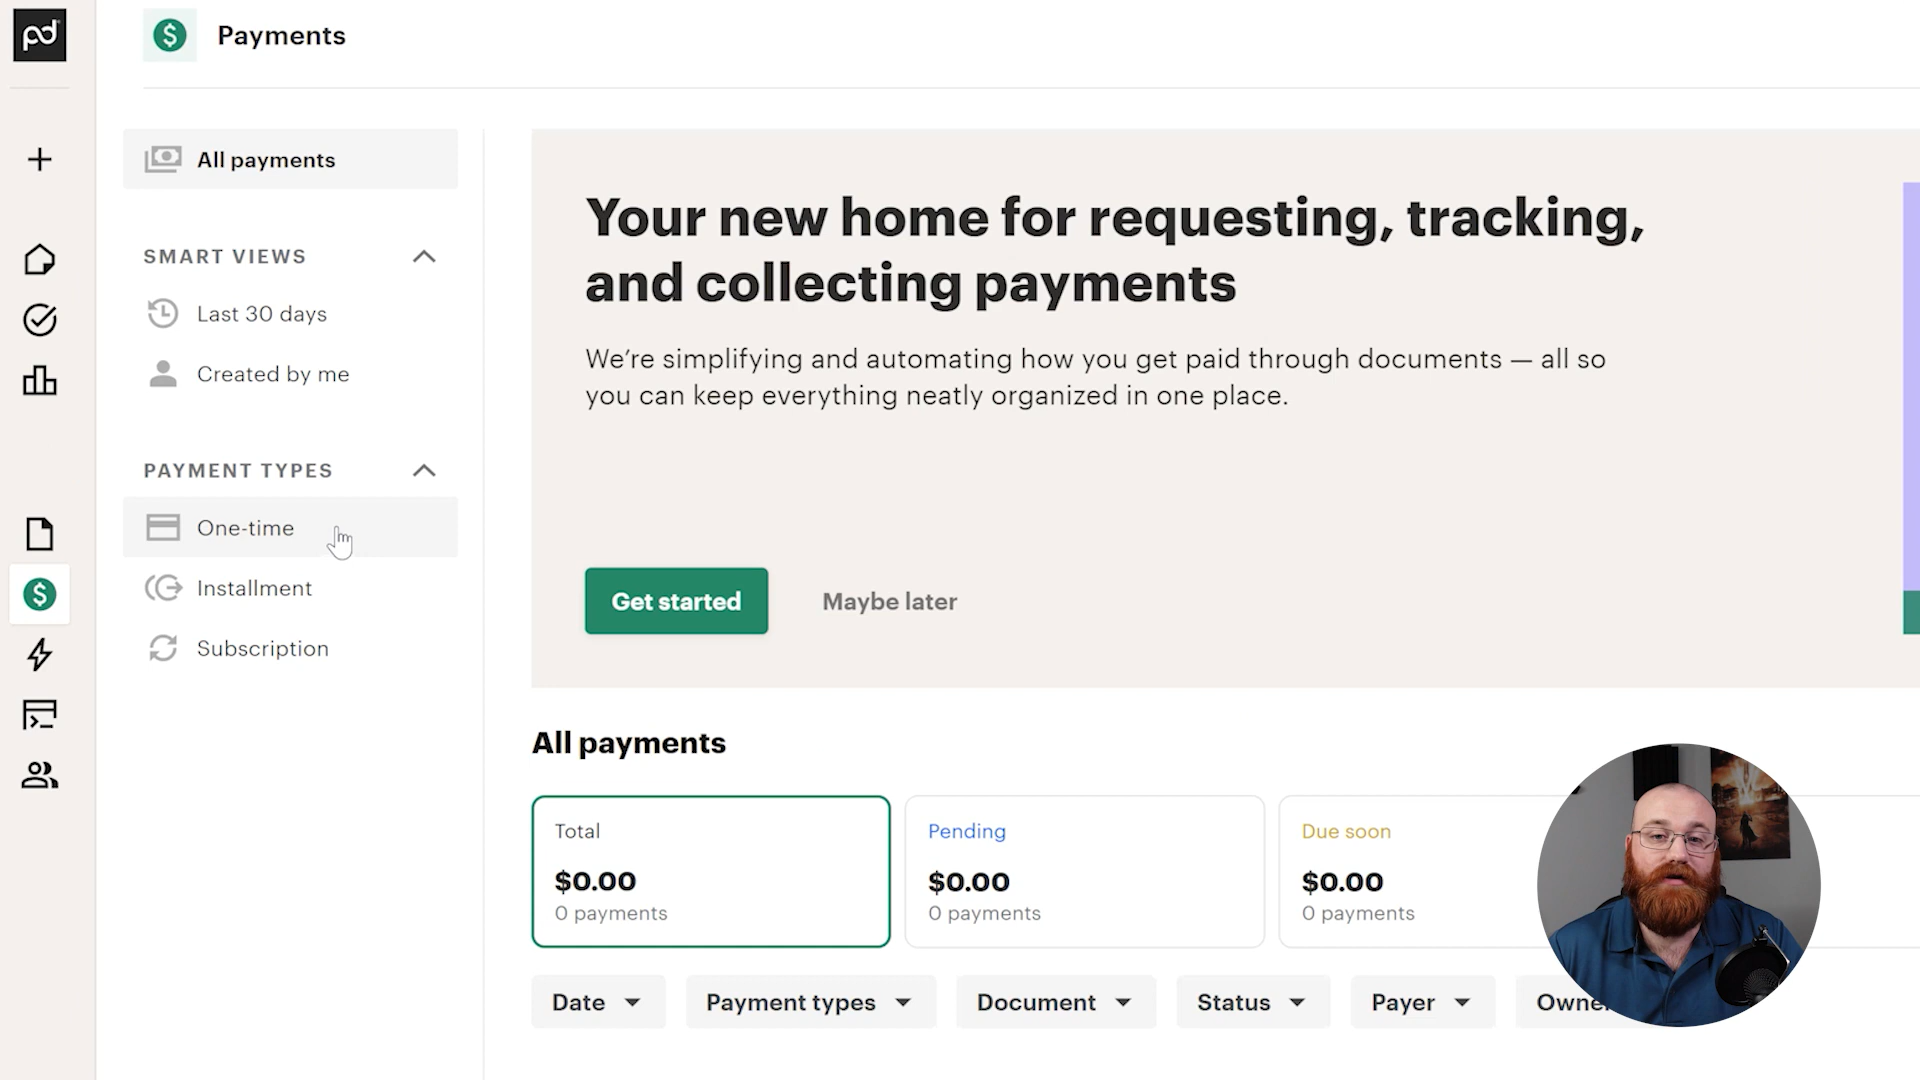 pd
Payments
All payments
SMART VIEWS
Last 30 days
Created by me
PAYMENT TYPES
One-time
Installment
Subscription
Your new home for requesting, tracking,
and collecting payments
We’re simplifying and automating how you get paid through documents — all so
you can keep everything neatly organized in one place.
Get started
Maybe later
All payments
Total
$0.00
0 payments
Pending
$0.00
0 payments
Due soon
$0.00
0 payments
Date
Payment types
Document
Status
Payer